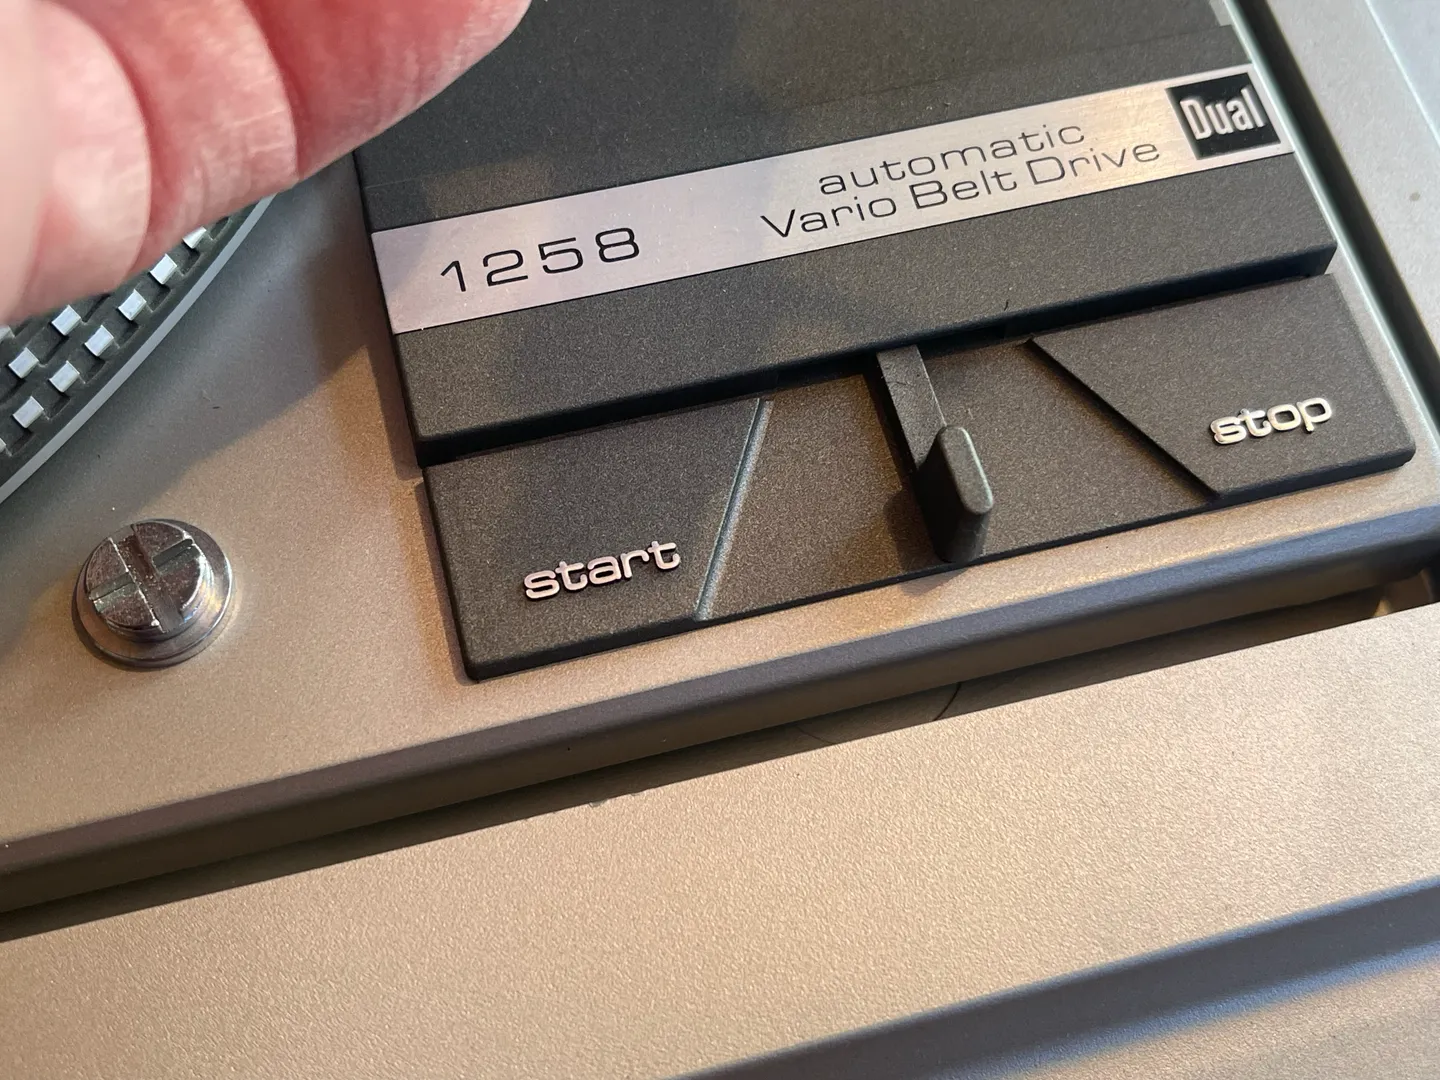 Dual
automatic
Vario Belt Drive
1258
start
stop